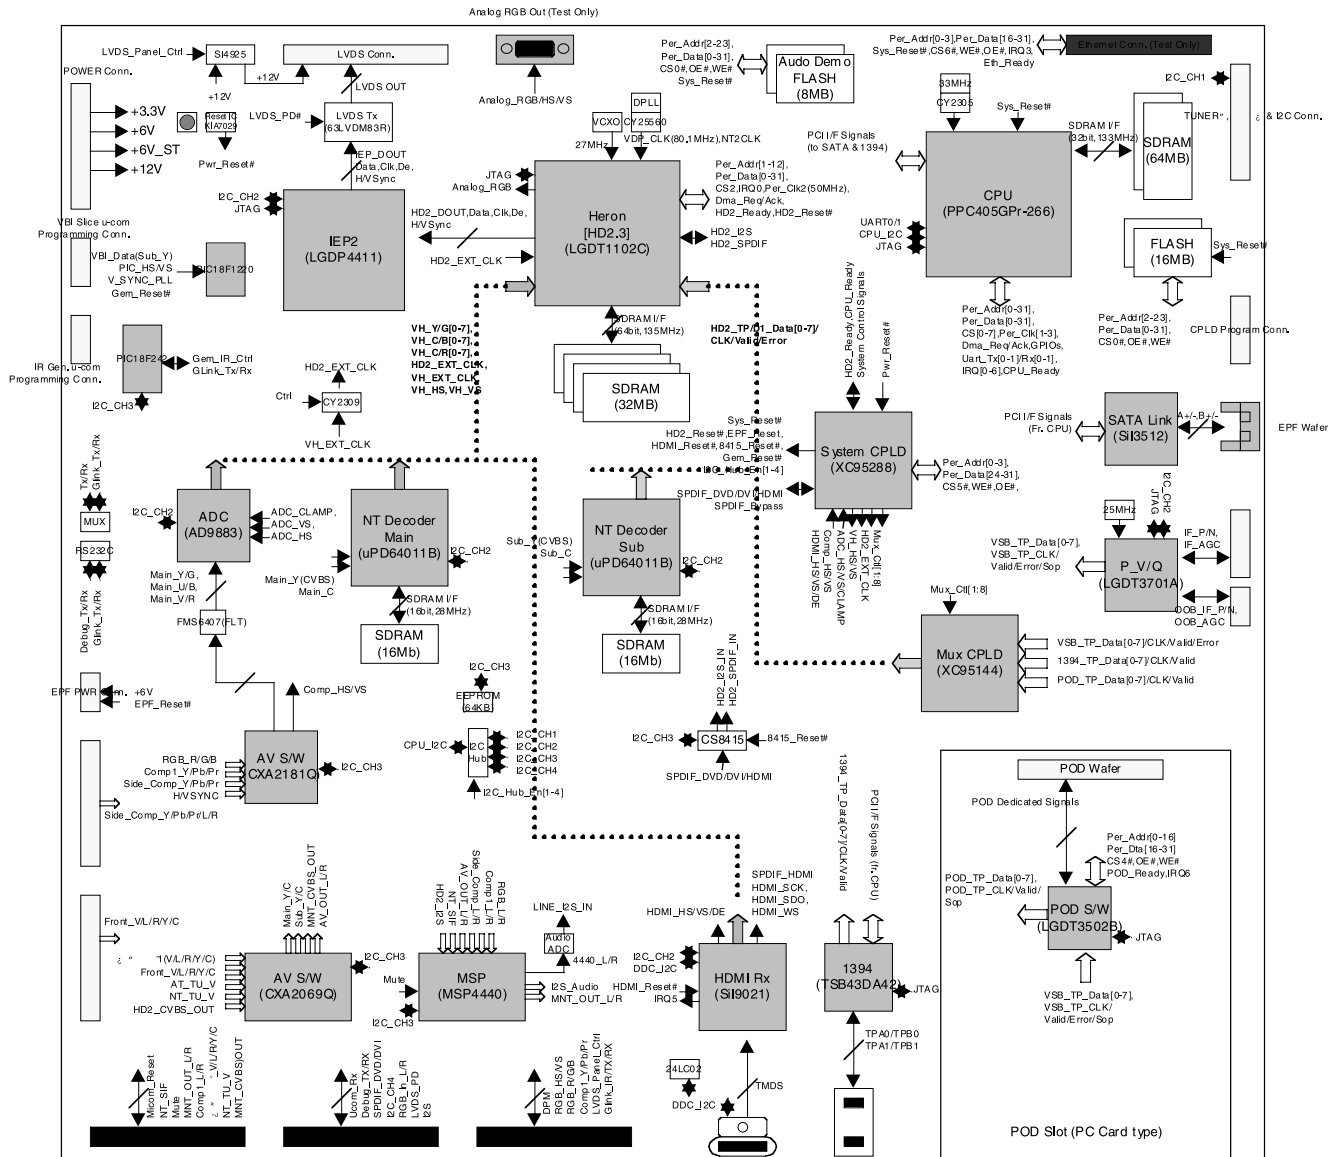 Analog RGB Out (Test Only)
LVDS_Panel_Ctrl
SI4925
LVDS Conn.
+12V
LVDS OUT
POWER Conn.
+3.3V
+6V
+6V_ST
+12V
+12V
Reset IC
KIA7029
Pwr_Reset#
LVDS_PD#
LVDS Tx
(63LVDM83R)
IEP_DOUT
Data,Clk,De,
H/VSync
I2C_CH2
JTAG
IEP2
(LGDP4411)
VBI Slice u-com
Programming Conn.
VBI_Data(Sub_Y)
PIC_HS/VS
V_SYNC_PLL
Gem_Reset#
PIC18F1220
IR Gen. u-com
Programming Conn.
PIC18F242
Gem_IR_Ctrl
GLink_Tx/Rx
I2C_CH3
Analog_RGB/HS/VS
VCXO
DPLL
CY25560
27MHz
VDP_CLK(80.1MHz),NT2CLK
JTAG
Analog_RGB
HD2_DOUT,Data,Clk,De,
H/VSync
HD2_EXT_CLK
Heron
[HD2.3]
(LGDT1102C)
Per_Addr[1-12],
Per_Data[0-31],
CS2,IRQ0,Per_Clk2(50MHz),
Dma_Req/Ack,
HD2_Ready,HD2_Reset#
HD2_I2S
HD2_SPDIF
SDRAM I/F
(64bit,135MHz)
SDRAM
(32MB)
VH_Y/G[0-7],
VH_C/B[0-7],
VH_C/R[0-7],
HD2_EXT_CLK,
VH_EXT_CLK
VH_HS,VH_VS
HD2_TP/D1_Data[0-7]/
CLK/Valid/Error
Per_Addr[2-23],
Per_Data[0-31],
CS0#,OE#,WE#
Sys_Reset#
Audo Demo
FLASH
(8MB)
Per_Addr[0-3],Per_Data[16-31]
Sys_Reset#,CS6#,WE#,OE#,IRQ3,
Eth_Ready
Ethernet Conn. (Test Only)
I2C_CH1
33MHz
CY2305
Sys_Reset#
PCI I/F Signals
(to SATA & 1394)
CPU
(PPC405GPr-266)
SDRAM I/F
(32bit,133MHz)
SDRAM
(64MB)
UART0/1
CPU_I2C
JTAG
FLASH
(16MB)
Sys_Reset#
Per_Addr[2-23],
Per_Data[0-31],
CS0#,OE#,WE#
CPLD Program Conn.
Per_Addr[0-31],
Per_Data[0-31],
CS[0-7],Per_Clk[1-3],
Dma_Req/Ack,GPIOs,
Uart_Tx[0-1]/Rx[0-1],
IRQ[0-6],CPU_Ready
HD2_EXT_CLK
Ctrl
CY2309
VH_EXT_CLK
HD2_Ready,CPU_Ready
System Control Signals
Pwr_Reset#
Sys_Reset#
HD2_Reset#,EPF_Reset,
HDMI_Reset#,8415_Reset#,
Gem_Reset#
I2C_Hub_En[1-4]
SPDIF_DVD/DVI/HDMI
SPDIF_Bypass
System CPLD
(XC95288)
Per_Addr[0-3],
Per_Data[24-31],
CS5#,WE#,OE#,
HDMI_HS/VS/DE
Comp_HS/VS
ADC_HS/VS/CLAMP
VH_HS/VS
HD2_EXT_CLK
Mux_Ctl[1:8]
PCI I/F Signals
(Fr. CPU)
SATA Link
(SiI3512)
A+/-,B+/-
EPF Wafer
25MHz
I2C_CH2
JTAG
VSB_TP_Data[0-7],
VSB_TP_CLK/
Valid/Error/Sop
P_V/Q
(LGDT3701A)
IF_P/N,
IF_AGC
OOB_IF_P/N,
OOB_AGC
Tx/Rx
Glink_Tx/Rx
MUX
RS232C
Debug_Tx/Rx
Glink_Tx/Rx
I2C_CH2
ADC
(AD9883)
ADC_CLAMP,
ADC_VS,
ADC_HS
Main_Y/G,
Main_U/B,
Main_V/R
FMS6407(FLT)
NT Decoder
Main
(uPD64011B)
I2C_CH2
Main_Y(CVBS)
Main_C
SDRAM I/F
(16bit,28MHz)
SDRAM
(16Mb)
Sub_Y(CVBS)
Sub_C
NT Decoder
Sub
(uPD64011B)
I2C_CH2
SDRAM I/F
(16bit,28MHz)
SDRAM
(16Mb)
Mux_Ctl[1:8]
Mux CPLD
(XC95144)
VSB_TP_Data[0-7]/CLK/Valid/Error
1394_TP_Data[0-7]/CLK/Valid
POD_TP_Data[0-7]/CLK/Valid
+6V
EPF_Reset#
Comp_HS/VS
RGB_R/G/B
Comp1_Y/Pb/Pr
Side_Comp_Y/Pb/Pr
H/VSYNC
Side_Comp_Y/Pb/Pr/L/R
AV S/W
CXA2181Q)
I2C_CH3
I2C_CH3
EEPROM
(64KB)
CPU_I2C
I2C
Hub
I2C_CH1
I2C_CH2
I2C_CH3
I2C_CH4
I2C_Hub_En[1-4]
HD2_I2S_IN
HD2_SPDIF_IN
I2C_CH3
CS8415
8415_Reset#
SPDIF_DVD/DVI/HDMI
1394_TP_Data[0-7]/CLK/Valid
PCI I/F Signals (fr.CPU)
POD Wafer
POD Dedicated Signals
Per_Addr[0-16]
Per_Dta[16-31]
CS4#,OE#,WE#
POD_Ready,IRQ6
POD_TP_Data[0-7],
POD_TP_CLK/Valid/
Sop
POD S/W
(LGDT3502B)
JTAG
VSB_TP_Data[0-7],
VSB_TP_CLK/
Valid/Error/Sop
POD Slot (PC Card type)
Front_V/L/R/Y/C
Front_V/L/R/Y/C
AT_TU_V
NT_TU_V
HD2_CVBS_OUT
Main_Y/C
Sub_Y/C
MNT_CVBS_OUT
AV_OUT_L/R
AV S/W
(CXA2069Q)
I2C_CH3
HD2_I2S
NT_SIF
AV_OUT_L/R
Side_Comp_L/R
Comp1_L/R
RGB_L/R
Mute
I2C_CH3
MSP
(MSP4440)
LINE_I2S_IN
Audio
ADC
4440_L/R
I2S_Audio
MNT_OUT_L/R
HDMI_HS/VS/DE
SPDIF_HDMI
HDMI_SCK,
HDMI_SDO,
HDMI_WS
I2C_CH2
DDC_I2C
HDMI_Reset#
IRQ5
HDMI Rx
(SiI9021)
1394
(TSB43DA42)
JTAG
TPA0/TPB0
TPA1/TPB1
24LC02
DDC_I2C
TMDS
Micom_Reset
NT_SIF
Mute
MNT_OUT_L/R
Comp1_L/R
NT_TU_V
MNT_CVBS)OUT
Ucom_Rx
Debug_TX/RX
SPDIF_DVD/DVI
I2C_CH4
RGB_In_L/R
LVDS_PD
I2S
DPM
RGB_HS/VS
RGB_R/G/B
Comp1_Y/Pb/Pr
LVDS_Panel_Ctrl
Glink_IR/TX/RX